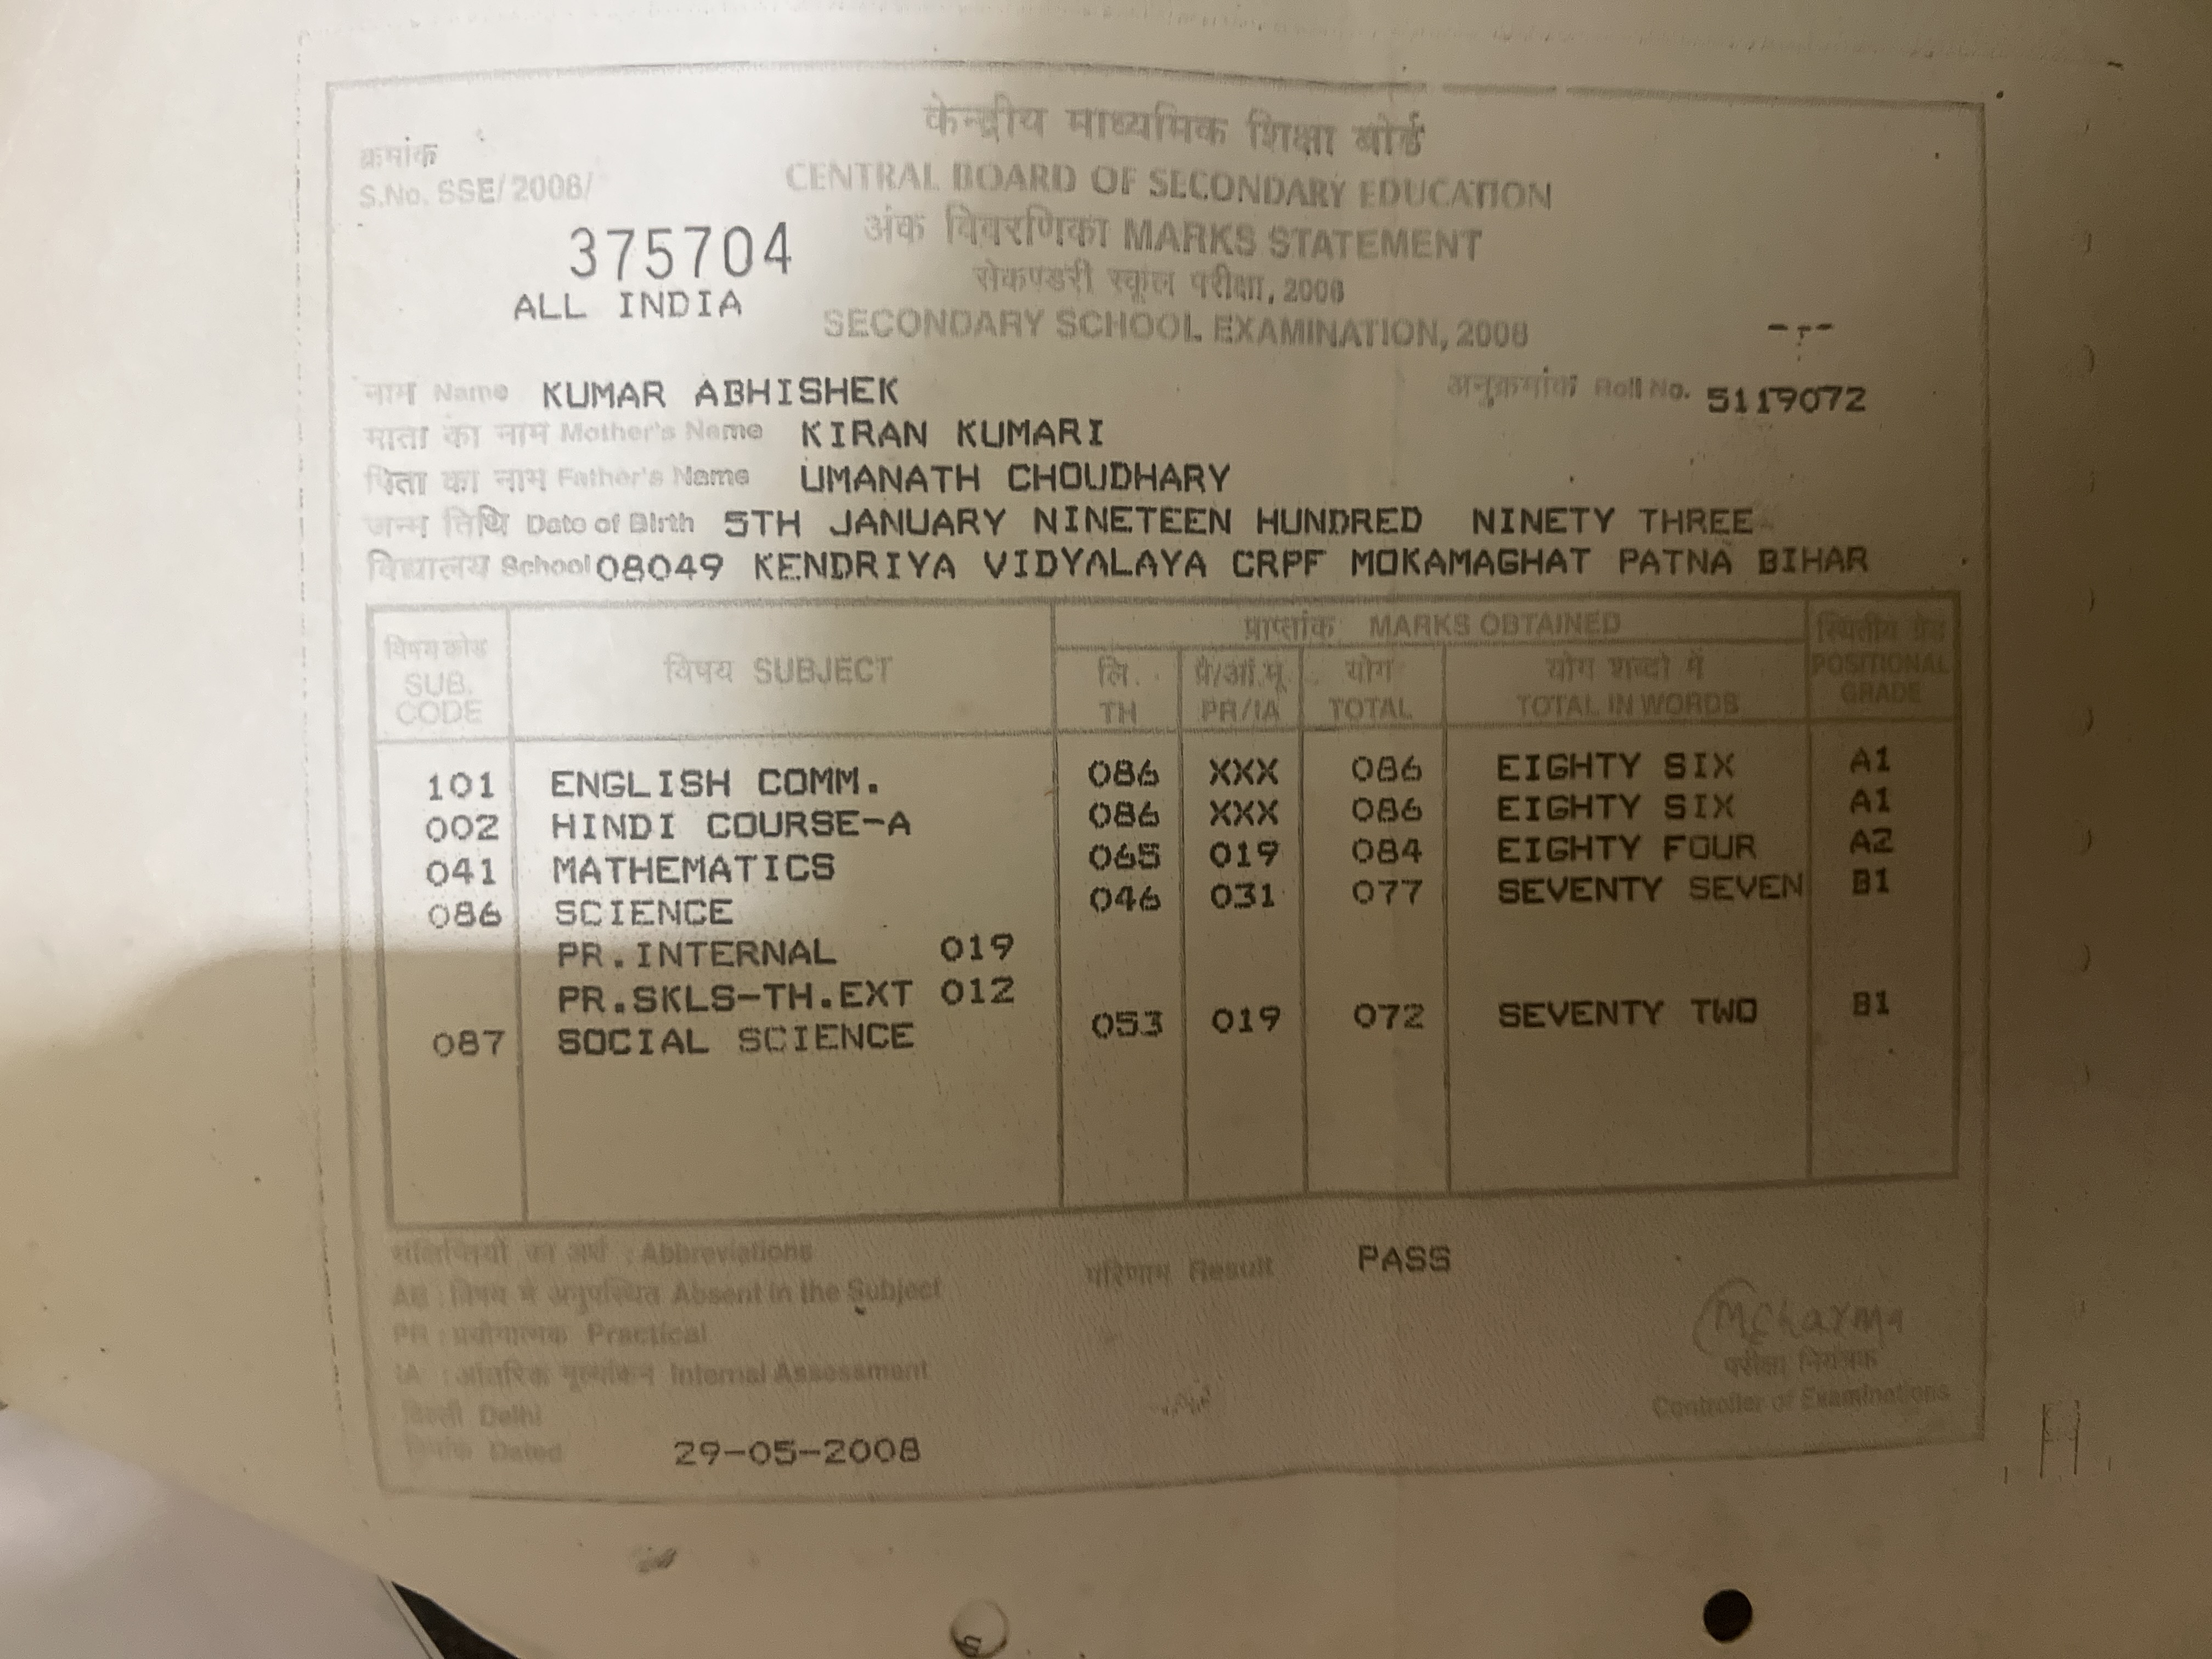 केन्द्रीय माध्यमिक शिक्षा बोर्ड
क्रमांक
S.No. SSE/2008/
CENTRAL BOARD OF SECONDARY EDUCATION
375704
अंक विवरणिका MARKS STATEMENT
सेकण्डरी स्कूल परीक्षा, 2008
ALL INDIA
SECONDARY SCHOOL EXAMINATION, 2008
नाम Name KUMAR ABHISHEK अनुक्रमांक Roll No. 5119072
माता का नाम Mother's Name KIRAN KUMARI
पिता का नाम Father's Name UMANATH CHOUDHARY
जन्म तिथि Date of Birth 5TH JANUARY NINETEEN HUNDRED NINETY THREE
विद्यालय School 08049 KENDRIYA VIDYALAYA CRPF MOKAMAGHAT PATNA BIHAR
विषय कोड SUB. CODE विषय SUBJECT प्राप्तांक MARKS OBTAINED स्थितीय ग्रेड POSITIONAL GRADE
लि. TH प्रै/आं.मू. PR/IA योग TOTAL योग शब्दों में TOTAL IN WORDS
101 ENGLISH COMM. 086 XXX 086 EIGHTY SIX A1
002 HINDI COURSE-A 086 XXX 086 EIGHTY SIX A1
041 MATHEMATICS 065 019 084 EIGHTY FOUR A2
086 SCIENCE 046 031 077 SEVENTY SEVEN B1
PR.INTERNAL 019
PR.SKLS-TH.EXT 012
087 SOCIAL SCIENCE 053 019 072 SEVENTY TWO B1
संक्षिप्तियों का अर्थ : Abbreviations
परिणाम Result PASS
AB : विषय में अनुपस्थित Absent in the Subject
PR : प्रयोगात्मक Practical
IA : आंतरिक मूल्यांकन Internal Assessment
परीक्षा नियंत्रक
Controller of Examinations
दिल्ली Delhi
दिनांक Dated 29-05-2008